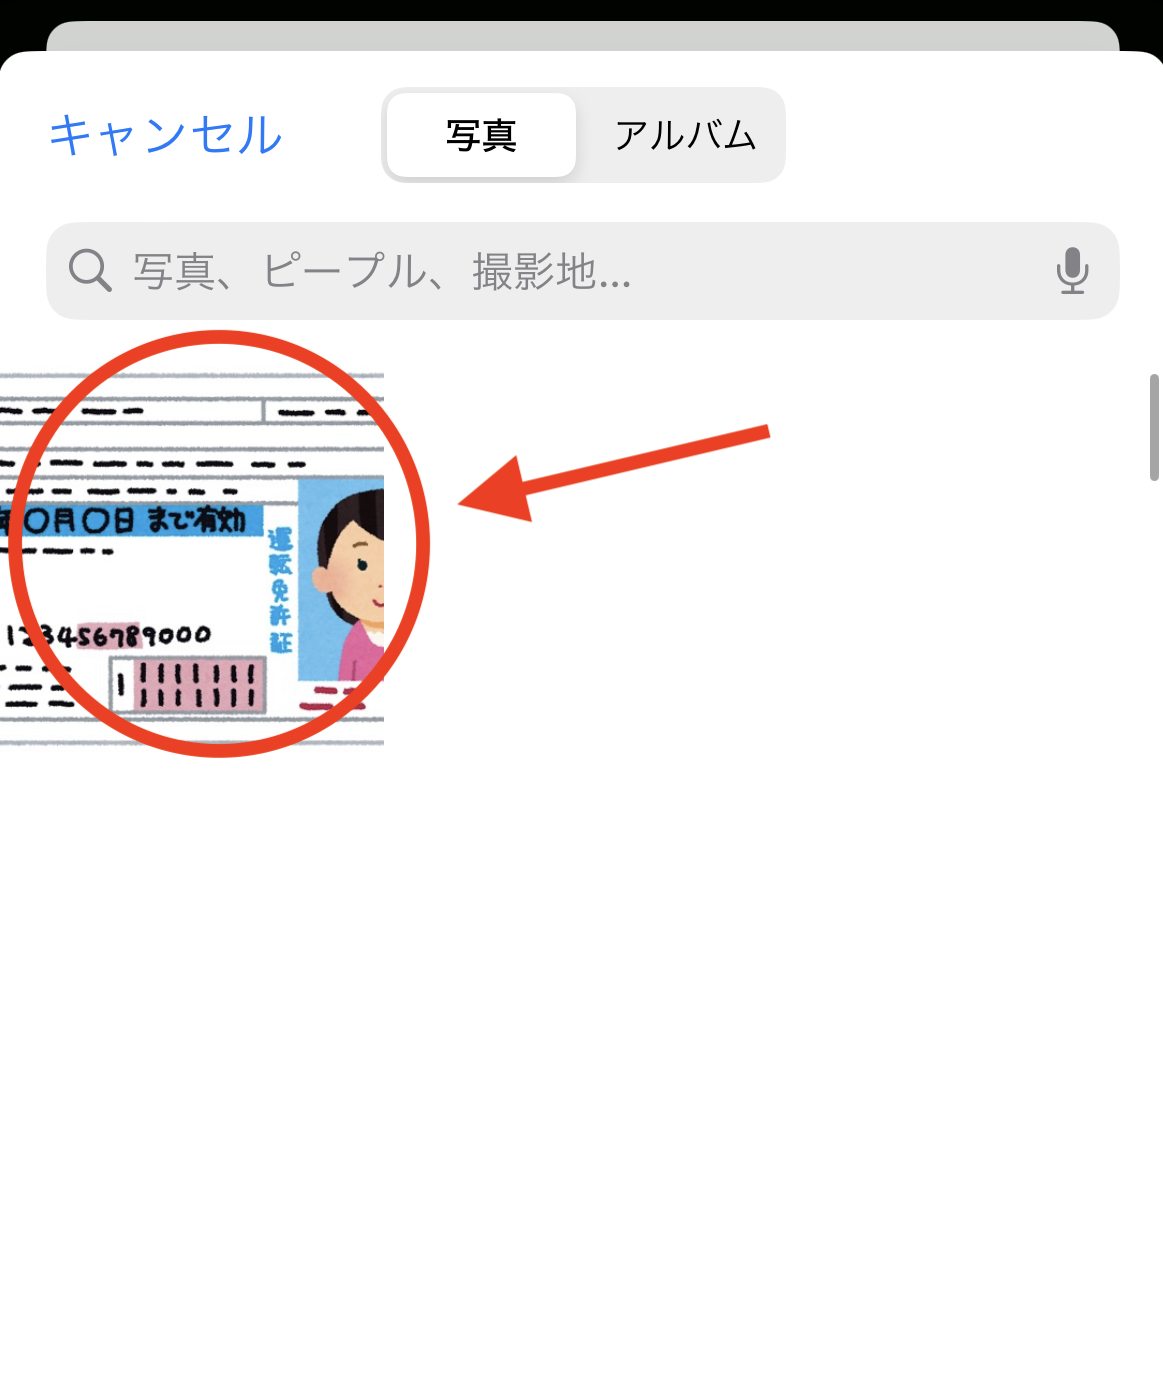 キャンセル
写真
アルバム
写真、ピープル、撮影地...
年〇月〇日 まで有効
運転免許証
123456789000